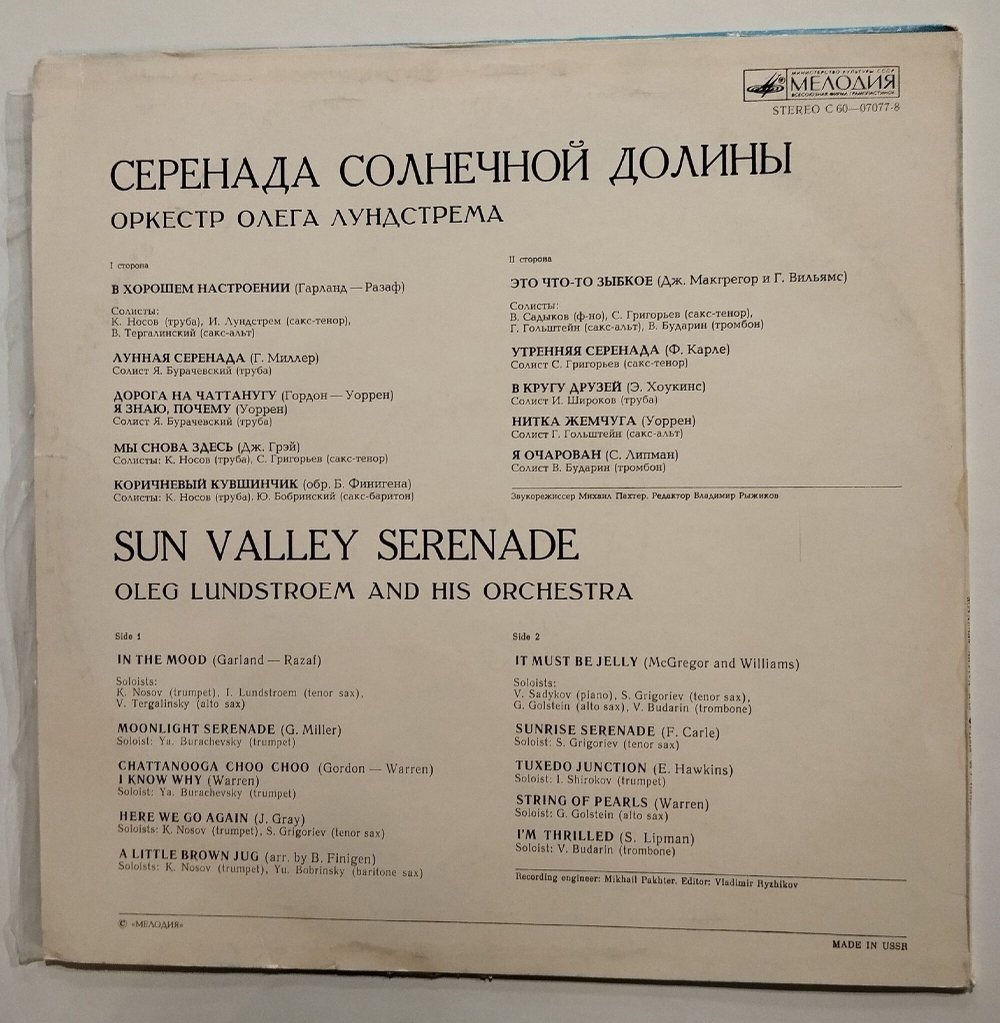 МИНИСТЕРСТВО КУЛЬТУРЫ СССР
МЕЛОДИЯ
ВСЕСОЮЗНАЯ ФИРМА ГРАМПЛАСТИНОК
STEREO С 60—07077-8
СЕРЕНАДА СОЛНЕЧНОЙ ДОЛИНЫ
ОРКЕСТР ОЛЕГА ЛУНДСТРЕМА
I сторона
В ХОРОШЕМ НАСТРОЕНИИ (Гарланд — Разаф)
Солисты:
К. Носов (труба), И. Лундстрем (сакс-тенор),
В. Тергалинский (сакс-альт)
ЛУННАЯ СЕРЕНАДА (Г. Миллер)
Солист Я. Бурачевский (труба)
ДОРОГА НА ЧАТТАНУГУ (Гордон — Уоррен)
Я ЗНАЮ, ПОЧЕМУ (Уоррен)
Солист Я. Бурачевский (труба)
МЫ СНОВА ЗДЕСЬ (Дж. Грэй)
Солисты: К. Носов (труба), С. Григорьев (сакс-тенор)
КОРИЧНЕВЫЙ КУВШИНЧИК (обр. Б. Финигена)
Солисты: К. Носов (труба), Ю. Бобринский (сакс-баритон)
II сторона
ЭТО ЧТО-ТО ЗЫБКОЕ (Дж. Макгрегор и Г. Вильямс)
Солисты:
В. Садыков (ф-но), С. Григорьев (сакс-тенор),
Г. Гольштейн (сакс-альт), В. Бударин (тромбон)
УТРЕННЯЯ СЕРЕНАДА (Ф. Карле)
Солист С. Григорьев (сакс-тенор)
В КРУГУ ДРУЗЕЙ (Э. Хоукинс)
Солист И. Широков (труба)
НИТКА ЖЕМЧУГА (Уоррен)
Солист Г. Гольштейн (сакс-альт)
Я ОЧАРОВАН (С. Липман)
Солист В. Бударин (тромбон)
Звукорежиссер Михаил Пахтер. Редактор Владимир Рыжиков
SUN VALLEY SERENADE
OLEG LUNDSTROEM AND HIS ORCHESTRA
Side 1
IN THE MOOD (Garland — Razaf)
Soloists:
K. Nosov (trumpet), I. Lundstroem (tenor sax),
V. Tergalinsky (alto sax)
MOONLIGHT SERENADE (G. Miller)
Soloist: Ya. Burachevsky (trumpet)
CHATTANOOGA CHOO CHOO (Gordon — Warren)
I KNOW WHY (Warren)
Soloist: Ya. Burachevsky (trumpet)
HERE WE GO AGAIN (J. Gray)
Soloists: K. Nosov (trumpet), S. Grigoriev (tenor sax)
A LITTLE BROWN JUG (arr. by B. Finigen)
Soloists: K. Nosov (trumpet), Yu. Bobrinsky (baritone sax)
Side 2
IT MUST BE JELLY (McGregor and Williams)
Soloists:
V. Sadykov (piano), S. Grigoriev (tenor sax),
G. Golstein (alto sax), V. Budarin (trombone)
SUNRISE SERENADE (F. Carle)
Soloist: S. Grigoriev (tenor sax)
TUXEDO JUNCTION (E. Hawkins)
Soloist: I. Shirokov (trumpet)
STRING OF PEARLS (Warren)
Soloist: G. Golstein (alto sax)
I'M THRILLED (S. Lipman)
Soloist: V. Budarin (trombone)
Recording engineer: Mikhail Pakhter. Editor: Vladimir Ryzhikov
© «МЕЛОДИЯ»
MADE IN USSR